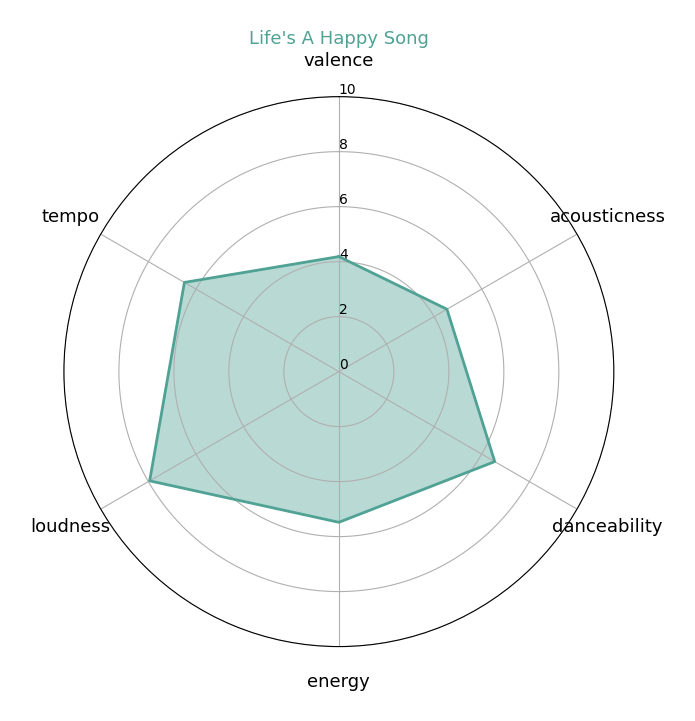 Life's A Happy Song
valence
10
8
6
4
2
0
tempo
acousticness
loudness
danceability
energy